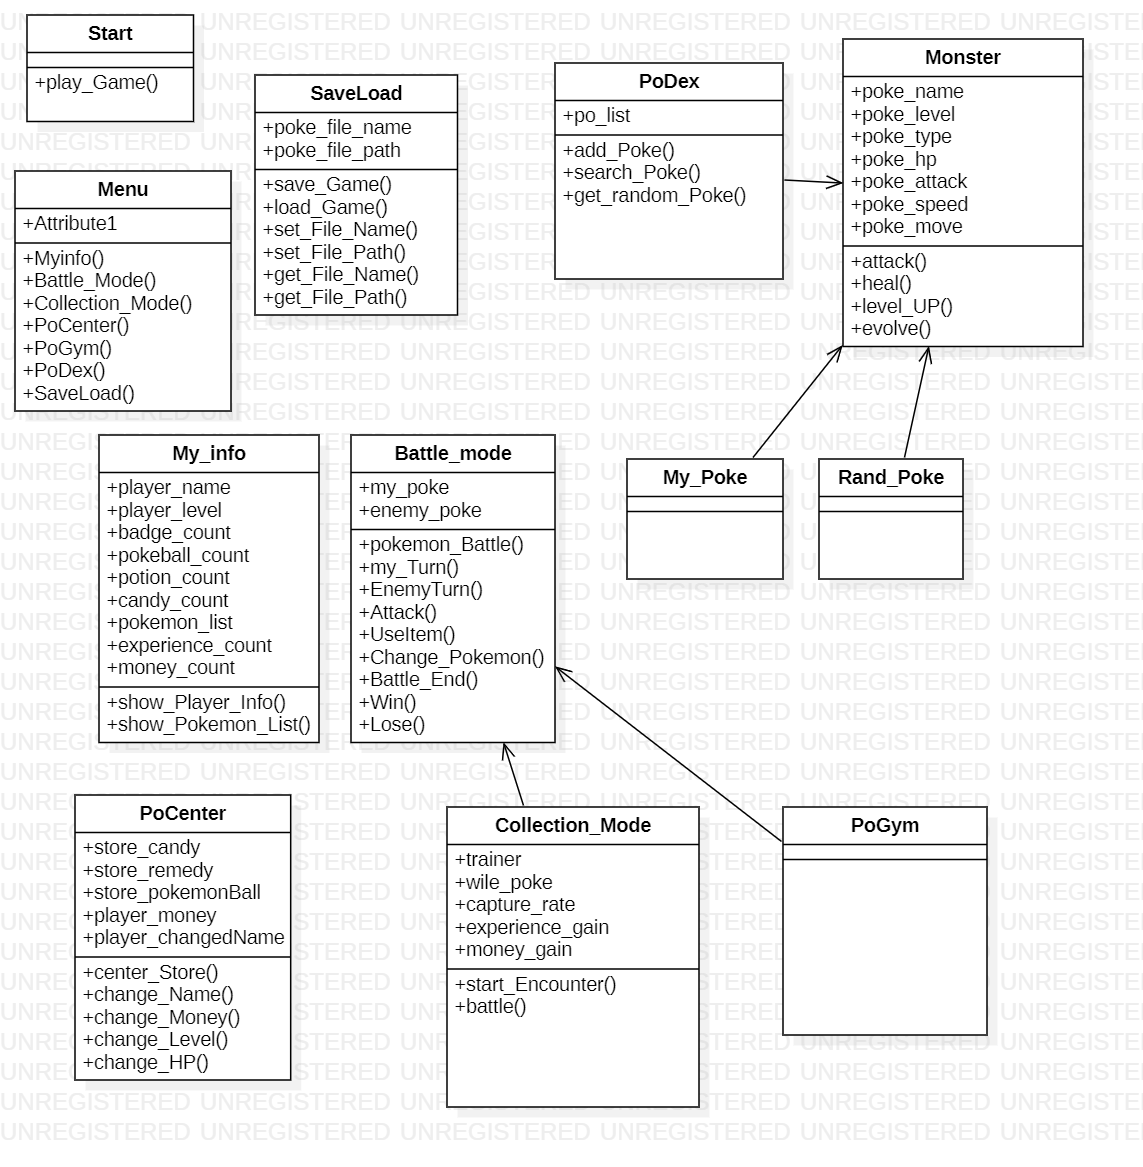 Start
+play_Game()
Menu
+Attribute1
+Myinfo()
+Battle_Mode()
+Collection_Mode()
+PoCenter()
+PoGym()
+PoDex()
+SaveLoad()
SaveLoad
+poke_file_name
+poke_file_path
+save_Game()
+load_Game()
+set_File_Name()
+set_File_Path()
+get_File_Name()
+get_File_Path()
PoDex
+po_list
+add_Poke()
+search_Poke()
+get_random_Poke()
Monster
+poke_name
+poke_level
+poke_type
+poke_hp
+poke_attack
+poke_speed
+poke_move
+attack()
+heal()
+level_UP()
+evolve()
My_info
+player_name
+player_level
+badge_count
+pokeball_count
+potion_count
+candy_count
+pokemon_list
+experience_count
+money_count
+show_Player_Info()
+show_Pokemon_List()
Battle_mode
+my_poke
+enemy_poke
+pokemon_Battle()
+my_Turn()
+EnemyTurn()
+Attack()
+UseItem()
+Change_Pokemon()
+Battle_End()
+Win()
+Lose()
My_Poke
Rand_Poke
PoCenter
+store_candy
+store_remedy
+store_pokemonBall
+player_money
+player_changedName
+center_Store()
+change_Name()
+change_Money()
+change_Level()
+change_HP()
Collection_Mode
+trainer
+wile_poke
+capture_rate
+experience_gain
+money_gain
+start_Encounter()
+battle()
PoGym
UNREGISTERED